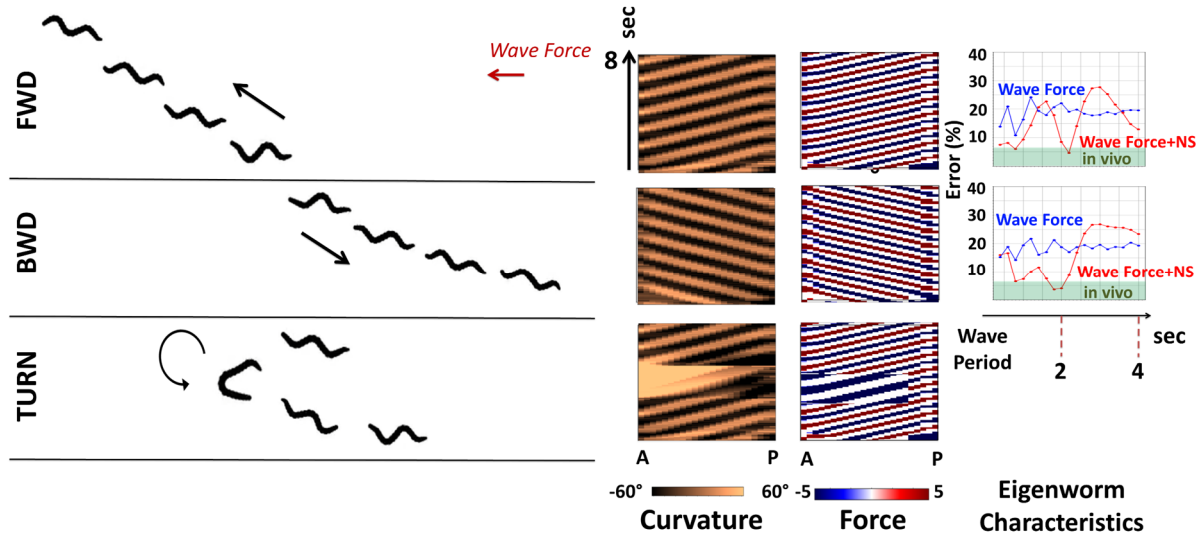 FWD
BWD
TURN
Wave Force
sec
8
A P
-60° 60°
Curvature
A P
-5 5
Force
Error (%)
40
30
20
10
Wave Force
Wave Force+NS
in vivo
40
30
20
10
Wave Force
Wave Force+NS
in vivo
Wave
Period
2 4
sec
Eigenworm
Characteristics